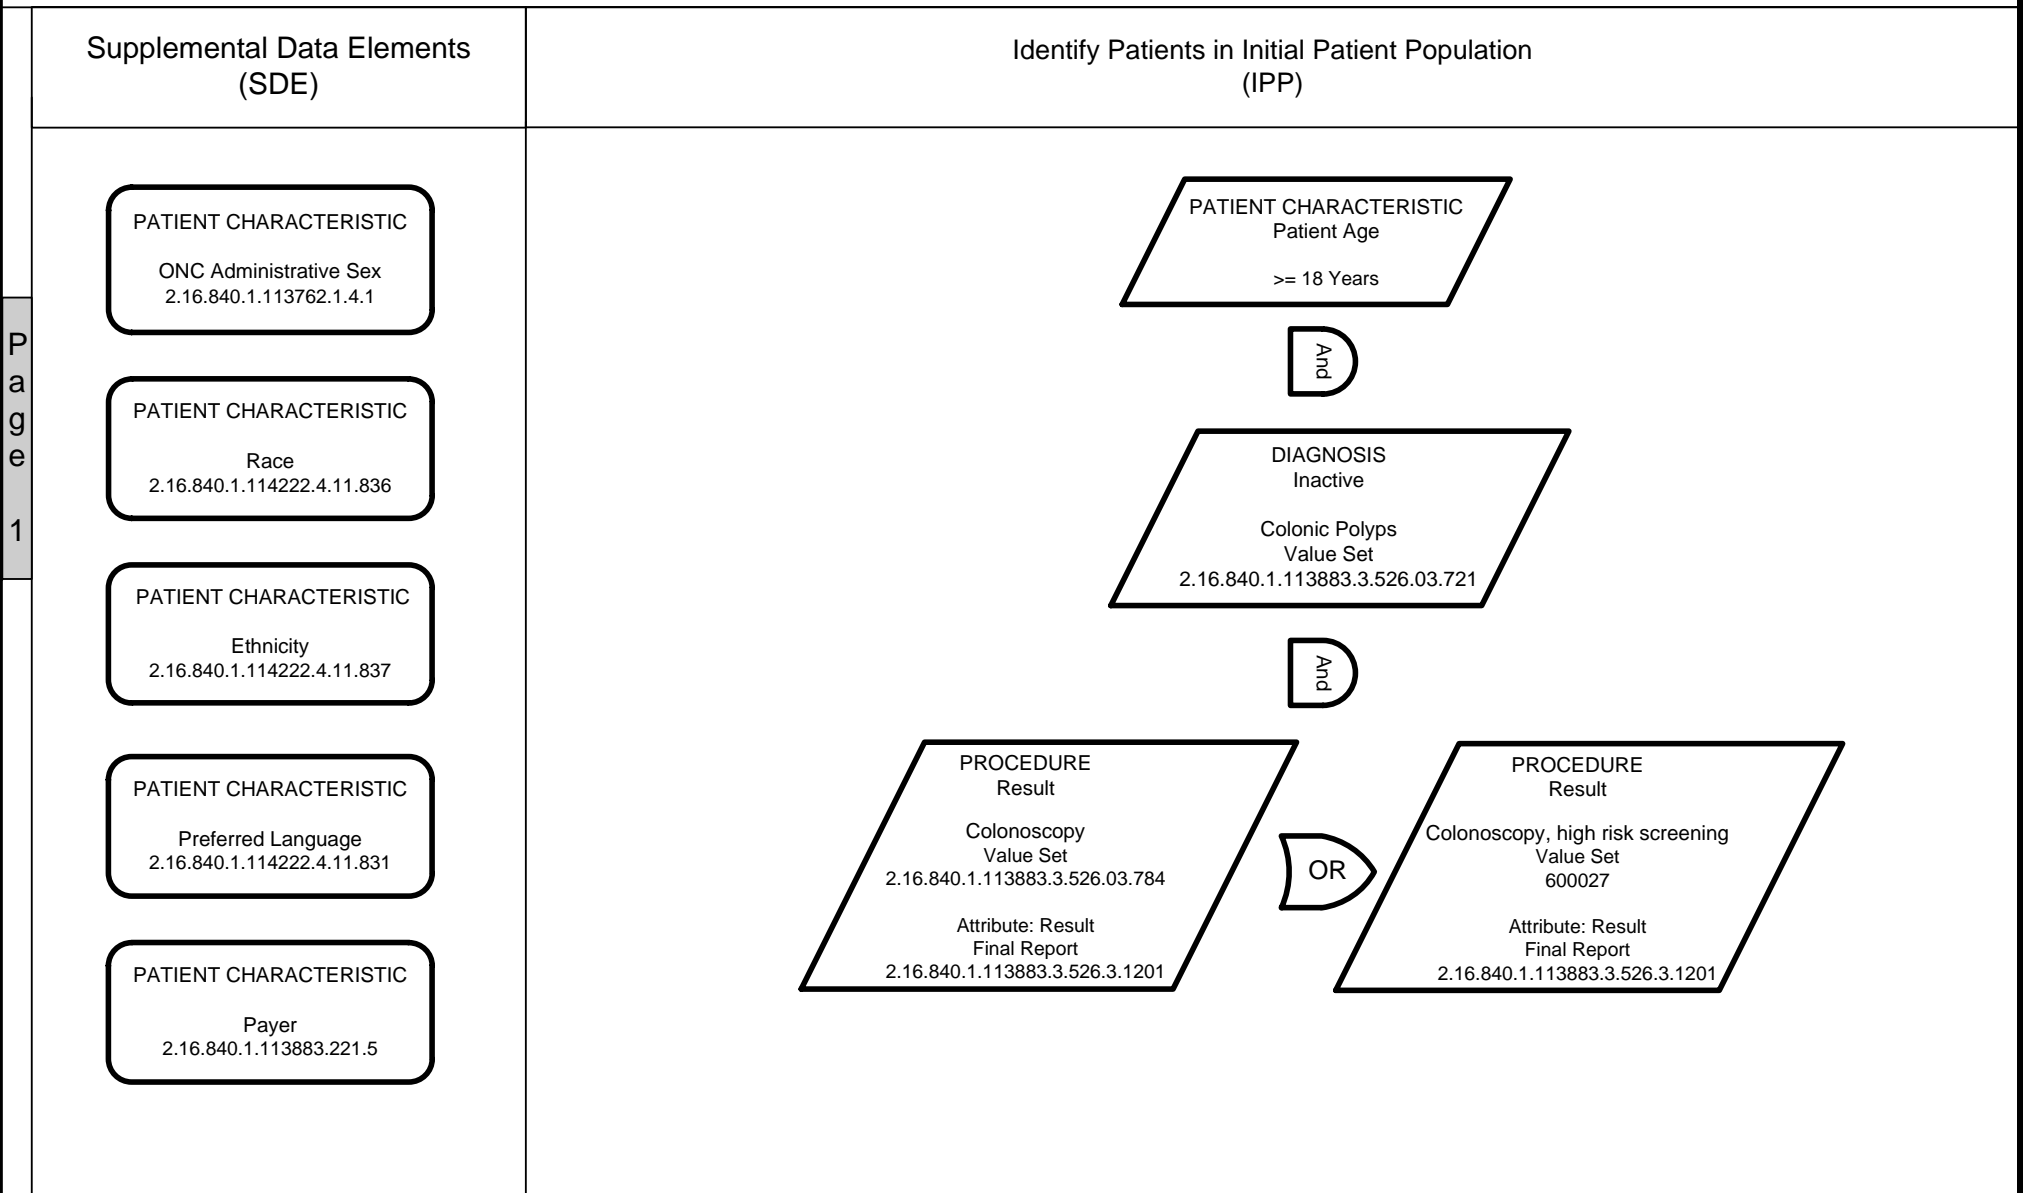 Supplemental Data Elements
(SDE)
Identify Patients in Initial Patient Population
(IPP)
Page 1
PATIENT CHARACTERISTIC
ONC Administrative Sex
2.16.840.1.113762.1.4.1
PATIENT CHARACTERISTIC
Race
2.16.840.1.114222.4.11.836
PATIENT CHARACTERISTIC
Ethnicity
2.16.840.1.114222.4.11.837
PATIENT CHARACTERISTIC
Preferred Language
2.16.840.1.114222.4.11.831
PATIENT CHARACTERISTIC
Payer
2.16.840.1.113883.221.5
PATIENT CHARACTERISTIC
Patient Age
>= 18 Years
And
DIAGNOSIS
Inactive
Colonic Polyps
Value Set
2.16.840.1.113883.3.526.03.721
And
PROCEDURE
Result
Colonoscopy
Value Set
2.16.840.1.113883.3.526.03.784
Attribute: Result
Final Report
2.16.840.1.113883.3.526.3.1201
OR
PROCEDURE
Result
Colonoscopy, high risk screening
Value Set
600027
Attribute: Result
Final Report
2.16.840.1.113883.3.526.3.1201